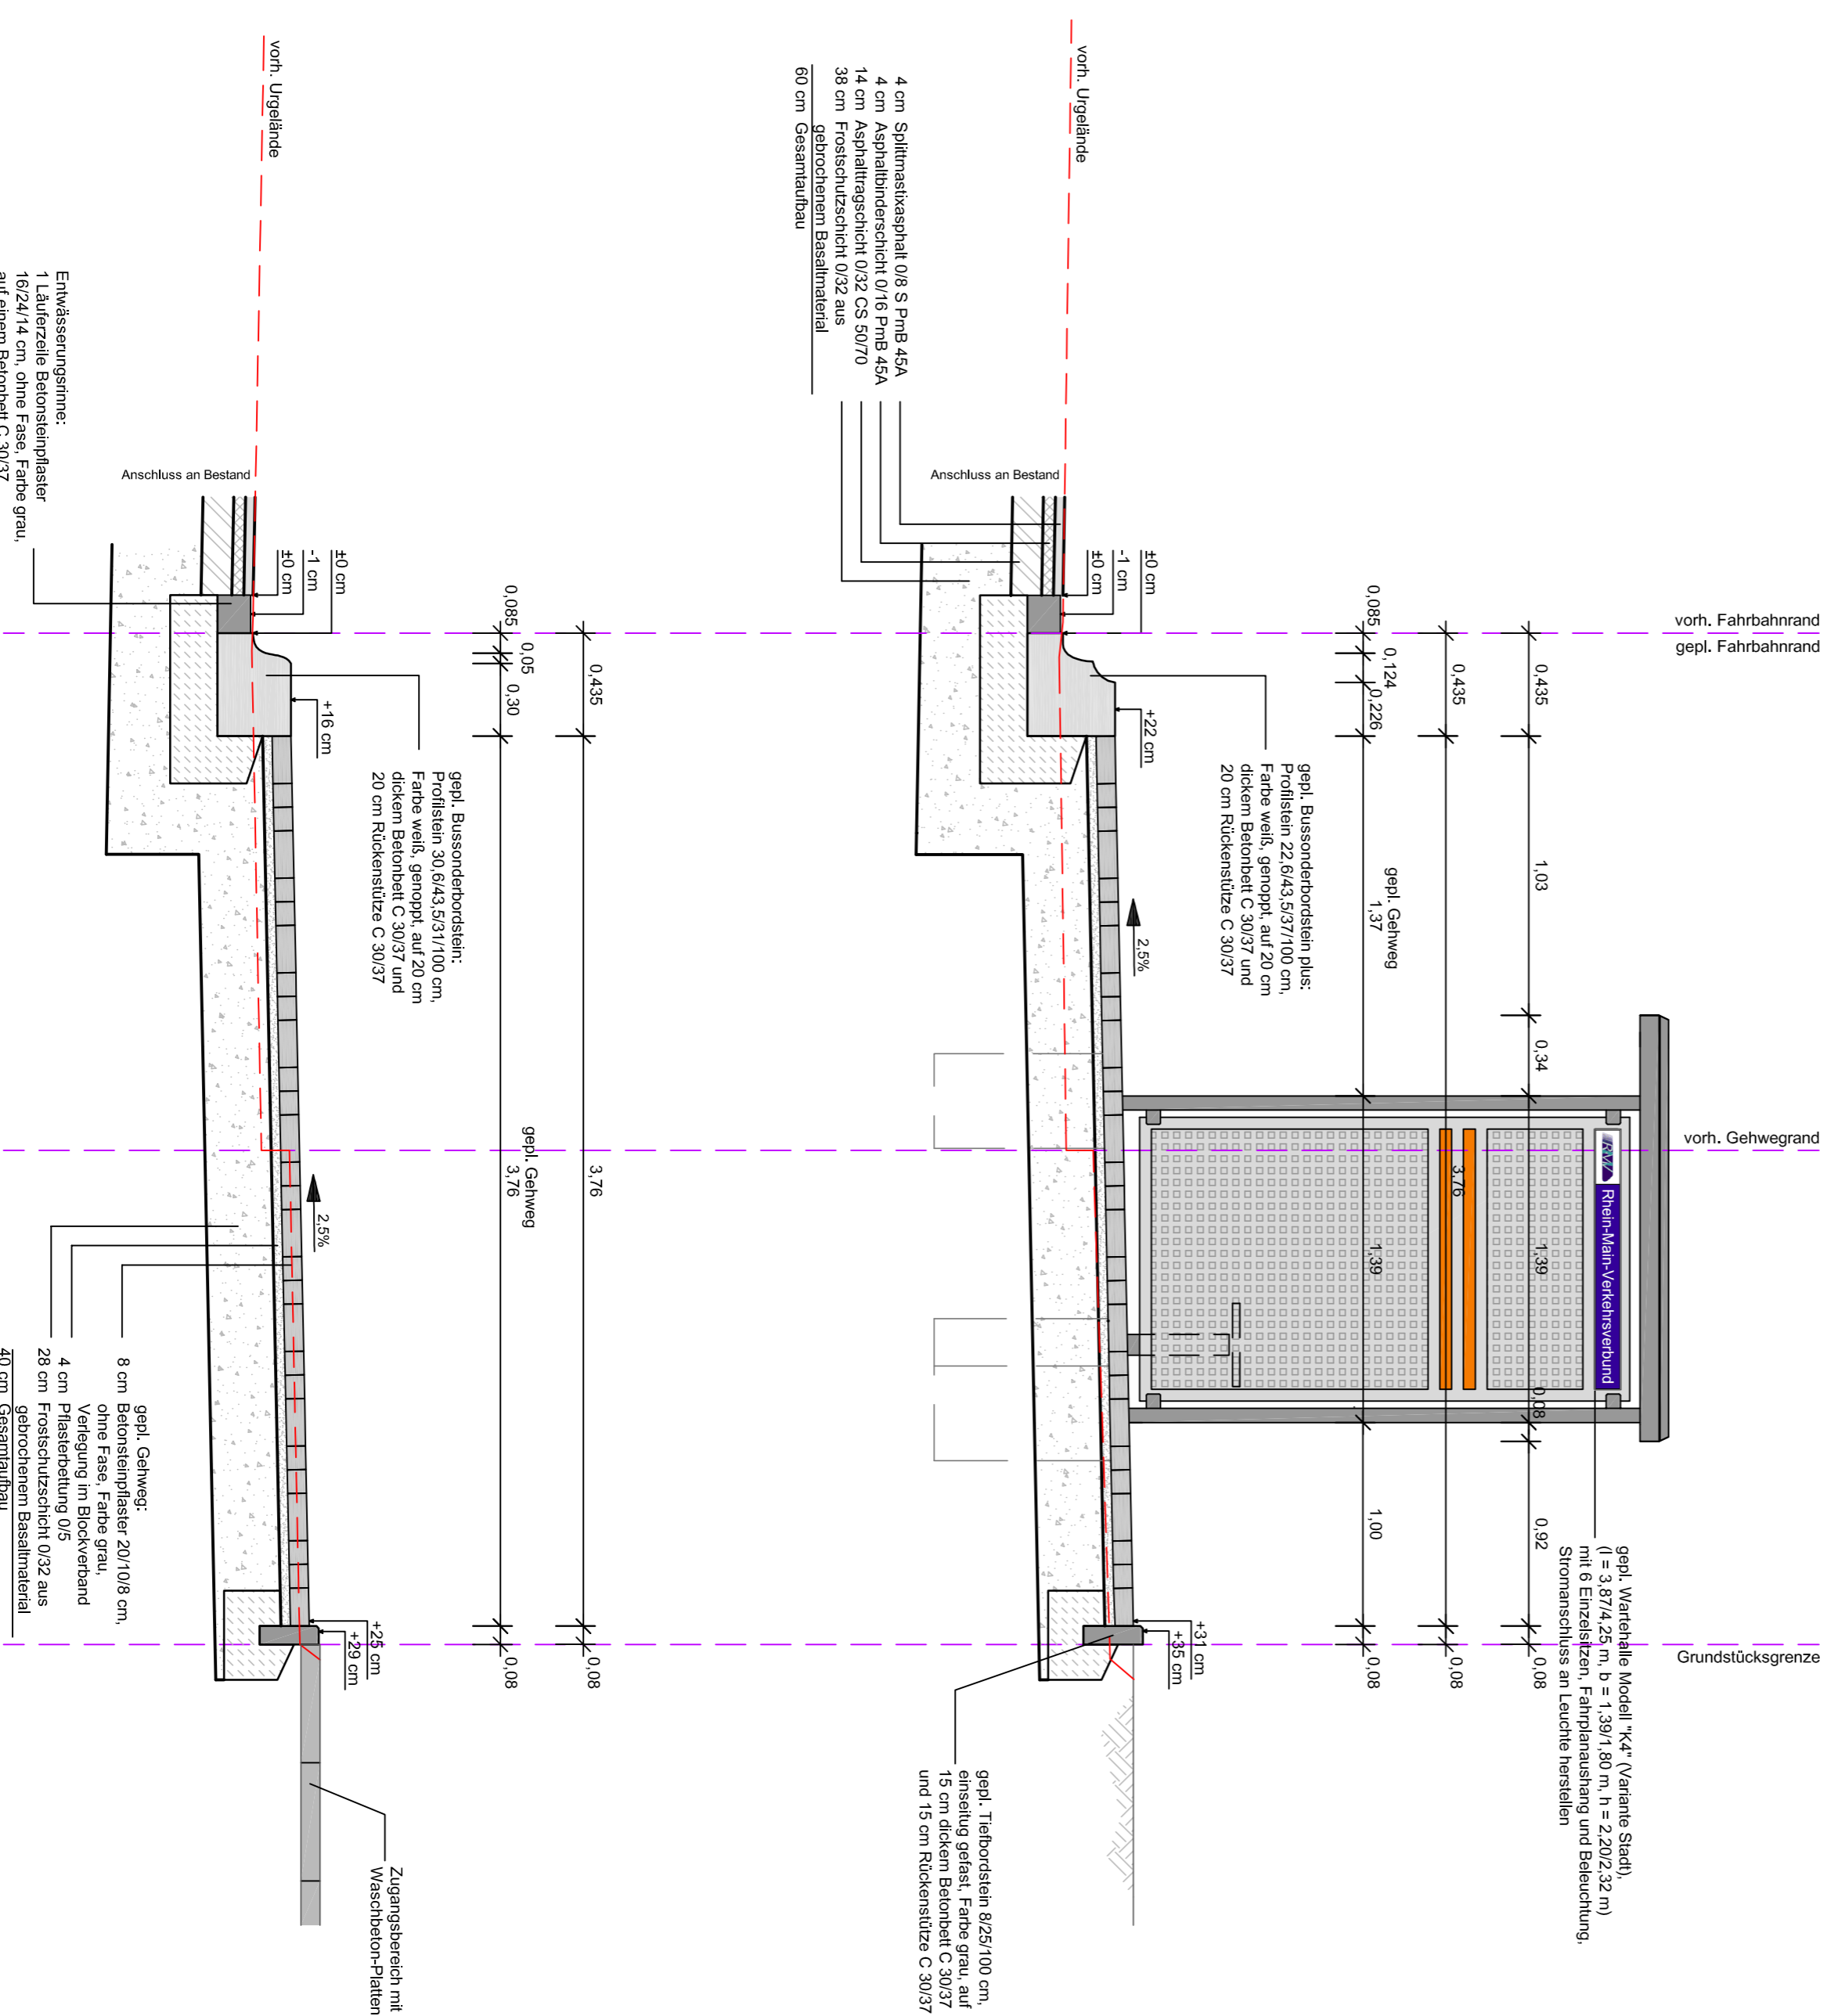 vorh. Fahrbahnrand
gepl. Fahrbahnrand
vorh. Gehwegrand
Grundstücksgrenze
gepl. Wartehalle Modell "K4" (Variante Stadt),
(l = 3,87/4,25 m, b = 1,39/1,80 m, h = 2,20/2,32 m)
mit 6 Einzelsitzen, Fahrplanaushang und Beleuchtung,
Stromanschluss an Leuchte herstellen
RMV
Rhein-Main-Verkehrsverbund
0,435
1,03
0,34
1,39
0,08
0,92
0,08
0,435
3,76
0,08
0,085
0,124
0,226
gepl. Gehweg
1,37
1,39
1,00
0,08
gepl. Bussonderbordstein plus:
Profilstein 22,6/43,5/37/100 cm,
Farbe weiß, genoppt, auf 20 cm
dickem Betonbett C 30/37 und
20 cm Rückenstütze C 30/37
±0 cm
-1 cm
±0 cm
+22 cm
2,5%
+31 cm
+35 cm
vorh. Urgelände
Anschluss an Bestand
4 cm Splittmastixasphalt 0/8 S PmB 45A
4 cm Asphaltbinderschicht 0/16 PmB 45A
14 cm Asphalttragschicht 0/32 CS 50/70
38 cm Frostschutzschicht 0/32 aus
gebrochenem Basaltmaterial
60 cm Gesamtaufbau
gepl. Tiefbordstein 8/25/100 cm,
einseitug gefast, Farbe grau, auf
15 cm dickem Betonbett C 30/37
und 15 cm Rückenstütze C 30/37
0,435
3,76
0,08
0,085
0,05
0,30
gepl. Gehweg
3,76
0,08
gepl. Bussonderbordstein:
Profilstein 30,6/43,5/31/100 cm,
Farbe weiß, genoppt, auf 20 cm
dickem Betonbett C 30/37 und
20 cm Rückenstütze C 30/37
±0 cm
-1 cm
±0 cm
+16 cm
2,5%
+25 cm
+29 cm
vorh. Urgelände
Anschluss an Bestand
Zugangsbereich mit
Waschbeton-Platten
gepl. Gehweg:
8 cm Betonsteinpflaster 20/10/8 cm,
ohne Fase, Farbe grau,
Verlegung im Blockverband
4 cm Pflasterbettung 0/5
28 cm Frostschutzschicht 0/32 aus
gebrochenem Basaltmaterial
40 cm Gesamtaufbau
Entwässerungsrinne:
1 Läuferzeile Betonsteinpflaster
16/24/14 cm, ohne Fase, Farbe grau,
auf einem Betonbett C 30/37